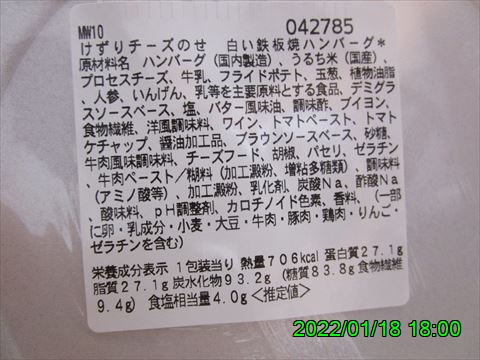 MW10 042785
けずりチーズのせ 白い鉄板焼ハンバーグ*
原材料名 ハンバーグ(国内製造)、うるち米(国産)、
プロセスチーズ、牛乳、フライドポテト、玉葱、植物油脂
、人参、いんげん、乳等を主要原料とする食品、デミグラ
スソースベース、塩、バター風味油、調味酢、ブイヨン、
食物繊維、洋風調味料、ワイン、トマトペースト、トマト
ケチャップ、醤油加工品、ブラウンソースベース、砂糖、
牛肉風味調味料、チーズフード、胡椒、パセリ、ゼラチン
、牛肉ペースト/糊料(加工澱粉、増粘多糖類)、調味料
(アミノ酸等)、加工澱粉、乳化剤、炭酸Na、酢酸Na
、酸味料、pH調整剤、カロチノイド色素、香料、(一部
に卵・乳成分・小麦・大豆・牛肉・豚肉・鶏肉・りんご・
ゼラチンを含む)
栄養成分表示 1包装当り 熱量706kcal 蛋白質27.1g
脂質27.1g 炭水化物93.2g (糖質83.8g 食物繊維
9.4g) 食塩相当量4.0g<推定値>
2022/01/18 18:00